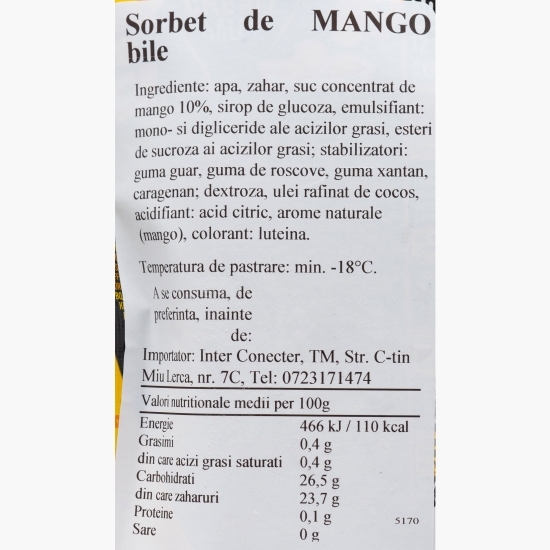 Sorbet de MANGO
bile
Ingrediente: apa, zahar, suc concentrat de
mango 10%, sirop de glucoza, emulsifiant:
mono- si digliceride ale acizilor grasi, esteri
de sucroza ai acizilor grasi; stabilizatori:
guma guar, guma de roscove, guma xantan,
caragenan; dextroza, ulei rafinat de cocos,
acidifiant: acid citric, arome naturale
(mango), colorant: luteina.
Temperatura de pastrare: min. -18°C.
A se consuma, de
preferinta, inainte
de:
Importator: Inter Conecter, TM, Str. C-tin
Miu Lerca, nr. 7C, Tel: 0723171474
Valori nutritionale medii per 100g
Energie 466 kJ / 110 kcal
Grasimi 0,4 g
din care acizi grasi saturati 0,4 g
Carbohidrati 26,5 g
din care zaharuri 23,7 g
Proteine 0,1 g 5170
Sare 0 g